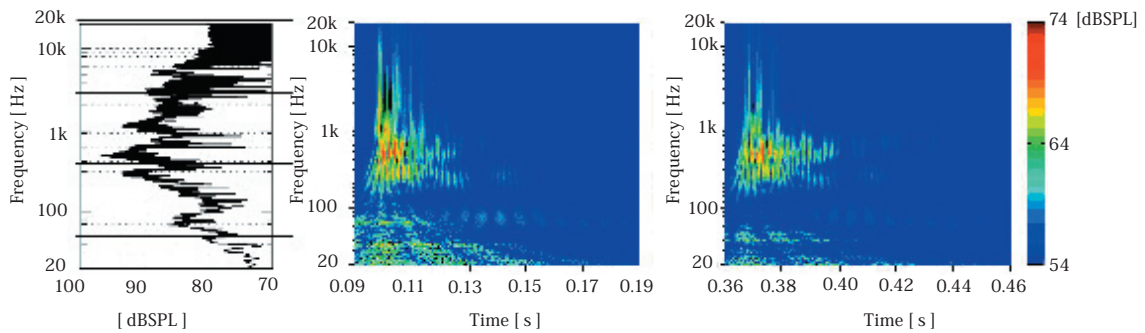 20k
10k
1k
100
20
Frequency [ Hz ]
100 90 80 70
[ dBSPL ]
20k
10k
1k
100
20
Frequency [ Hz ]
0.09 0.11 0.13 0.15 0.17 0.19
Time [ s ]
20k
10k
1k
100
20
Frequency [ Hz ]
0.36 0.38 0.40 0.42 0.44 0.46
Time [ s ]
74 [dBSPL]
64
54